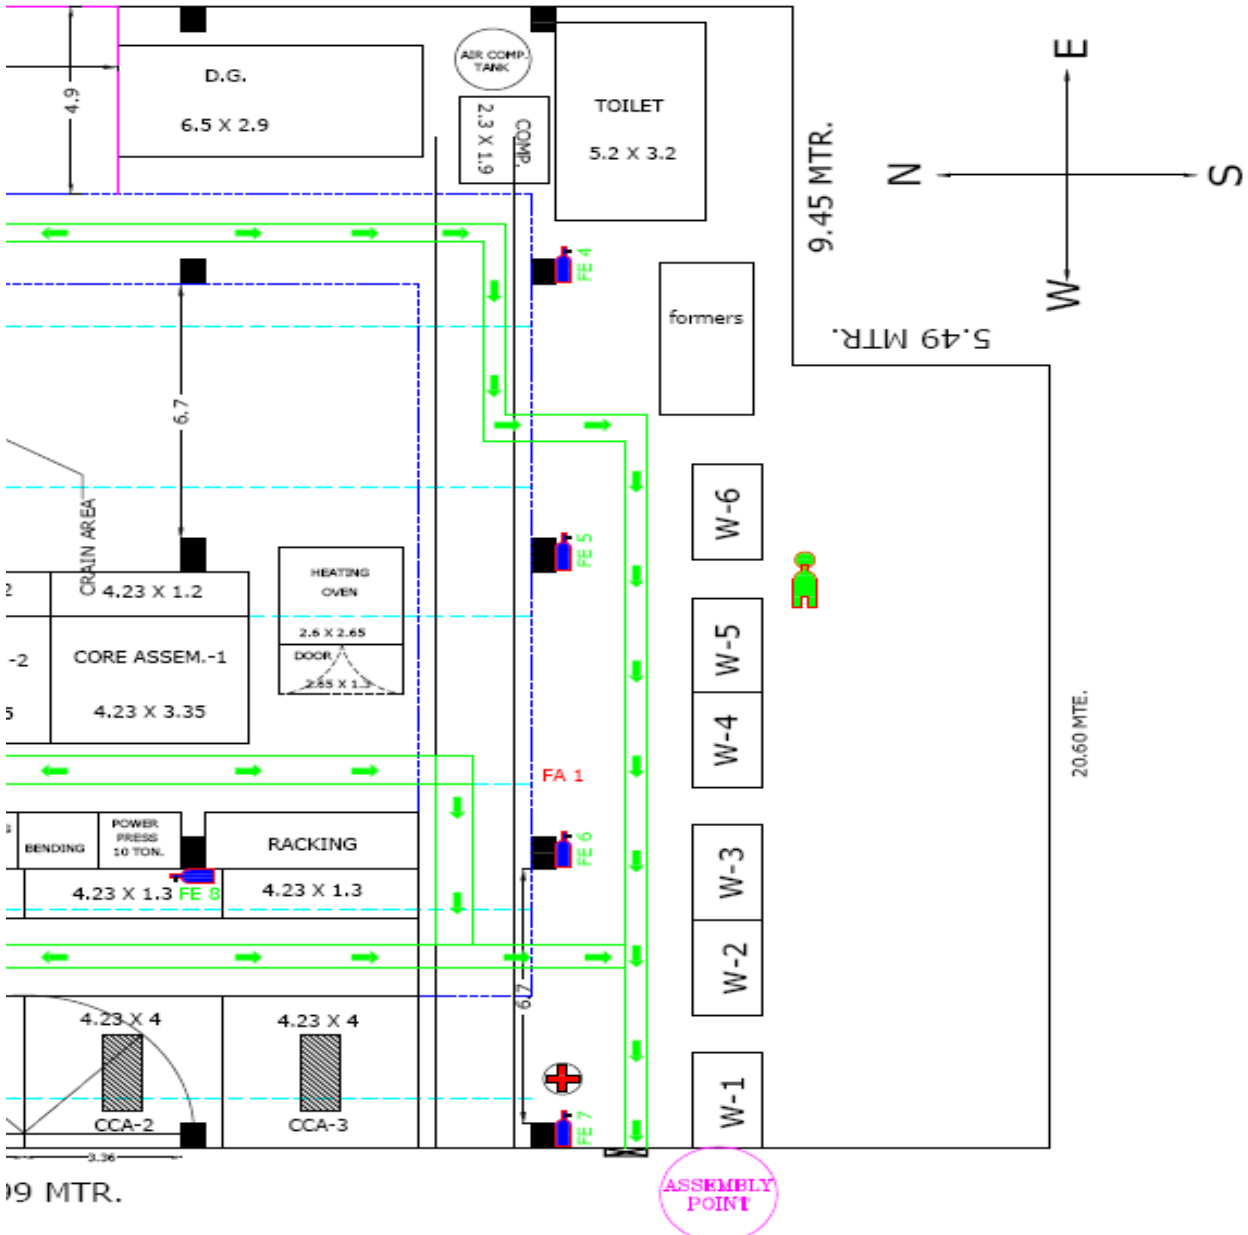 4.9
D.G.
6.5 X 2.9
AIR COMP.
TANK
COMP.
2.3 X 1.9
TOILET
5.2 X 3.2
9.45 MTR.
E
N
S
W
FE 4
formers
5.49 MTR.
6.7
CRAIN AREA
FE 5
W-6
HEATING
OVEN
2.6 X 2.65
DOOR
2
4.23 X 1.2
-2
CORE ASSEM.-1
5
4.23 X 3.35
W-5
W-4
20.60 MTE.
FA 1
BENDING
POWER
PRESS
10 TON.
RACKING
FE 6
W-3
4.23 X 1.3
FE 8
4.23 X 1.3
W-2
6.7
4.23 X 4
4.23 X 4
CCA-2
CCA-3
FE 7
W-1
3.36
99 MTR.
ASSEMBLY
POINT